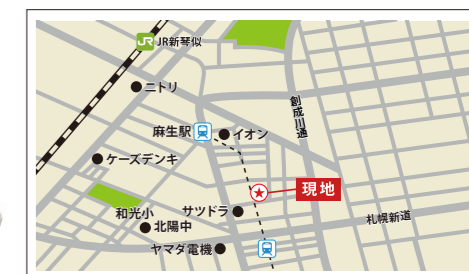 JR JR新琴似
ニトリ
麻生駅
イオン
創成川通
ケーズデンキ
現地
和光小
サツドラ
北陽中
札幌新道
ヤマダ電機